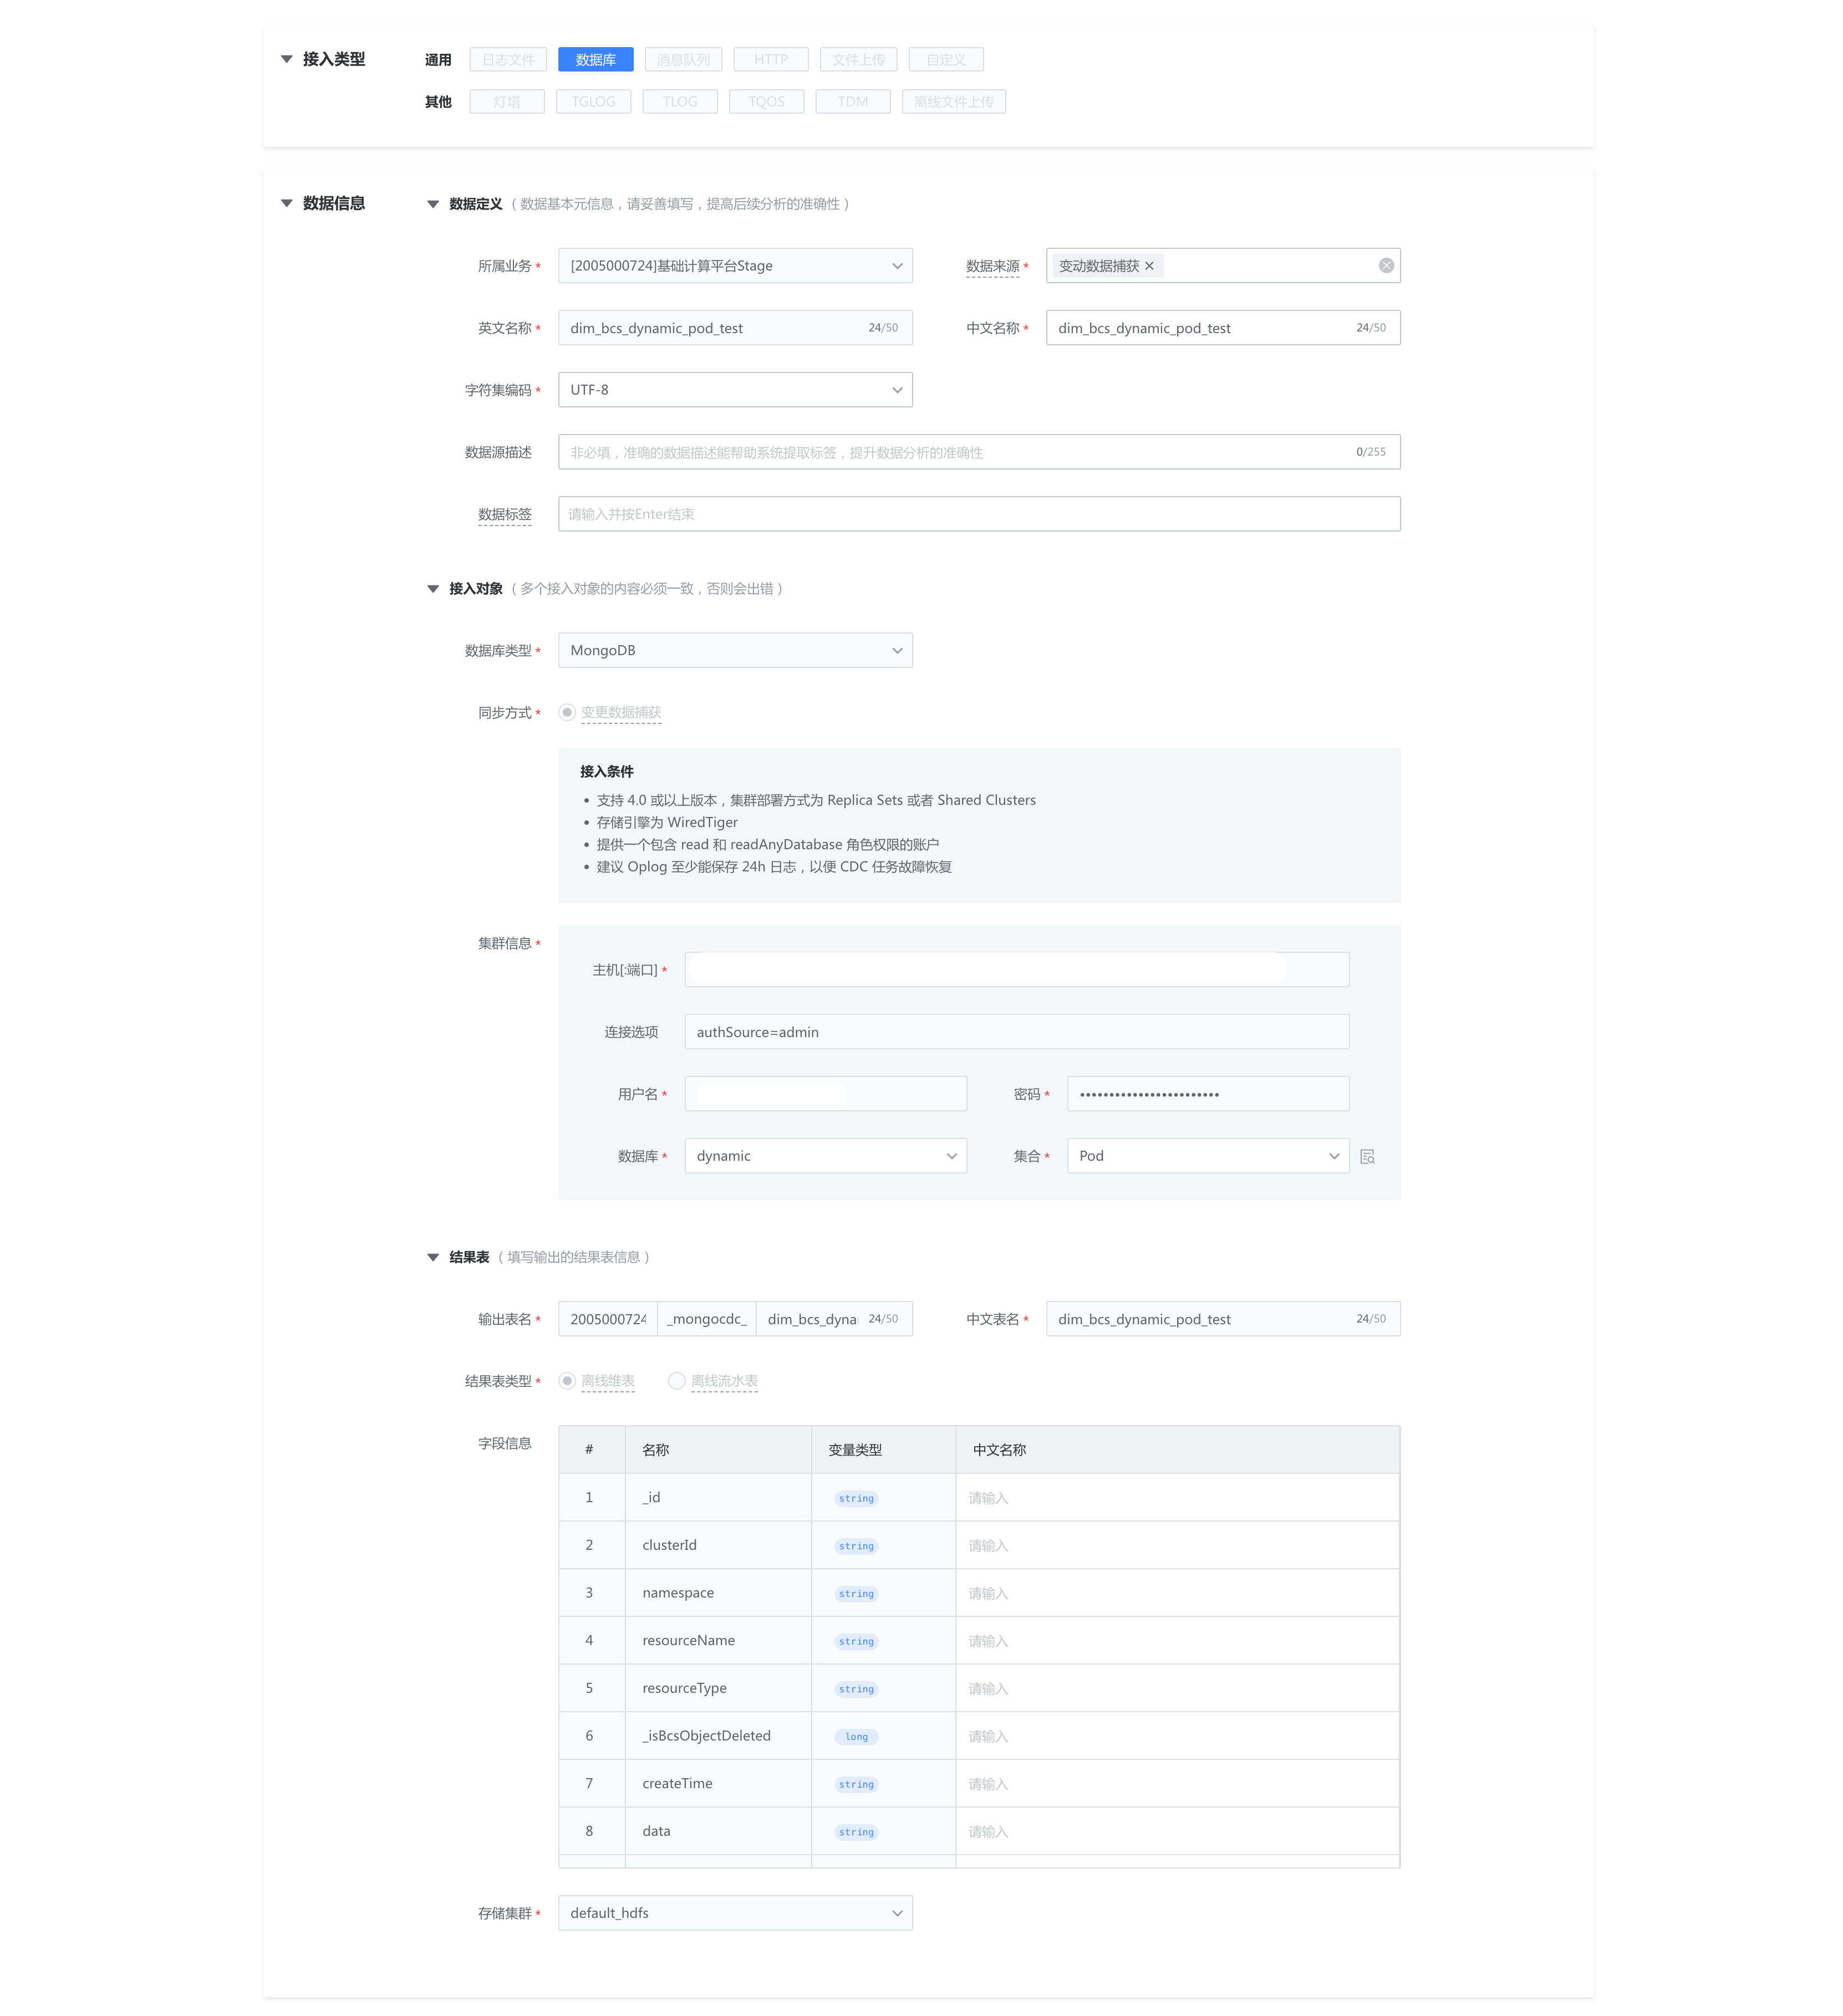 接入类型
通用 日志文件 数据库 消息队列 HTTP 文件上传 自定义
其他 灯塔 TGLOG TLOG TQOS TDM 离线文件上传
数据信息
数据定义 （ 数据基本元信息，请妥善填写，提高后续分析的准确性 ）
所属业务 * [2005000724]基础计算平台Stage
数据来源 * 变动数据捕获 ×
英文名称 * dim_bcs_dynamic_pod_test 24/50
中文名称 * dim_bcs_dynamic_pod_test 24/50
字符集编码 * UTF-8
数据源描述 非必填，准确的数据描述能帮助系统提取标签，提升数据分析的准确性 0/255
数据标签 请输入并按Enter结束
接入对象 （ 多个接入对象的内容必须一致，否则会出错 ）
数据库类型 * MongoDB
同步方式 * 变更数据捕获
接入条件
• 支持 4.0 或以上版本，集群部署方式为 Replica Sets 或者 Shared Clusters
• 存储引擎为 WiredTiger
• 提供一个包含 read 和 readAnyDatabase 角色权限的账户
• 建议 Oplog 至少能保存 24h 日志，以便 CDC 任务故障恢复
集群信息 *
主机[:端口] *
连接选项 authSource=admin
用户名 *
密码 * ••••••••••••••••••••••••
数据库 * dynamic
集合 * Pod
结果表 （ 填写输出的结果表信息 ）
输出表名 * 2005000724 _mongocdc_ dim_bcs_dyna 24/50
中文表名 * dim_bcs_dynamic_pod_test 24/50
结果表类型 * 离线维表 离线流水表
字段信息
# 名称 变量类型 中文名称
1 _id string 请输入
2 clusterId string 请输入
3 namespace string 请输入
4 resourceName string 请输入
5 resourceType string 请输入
6 _isBcsObjectDeleted long 请输入
7 createTime string 请输入
8 data string 请输入
存储集群 * default_hdfs